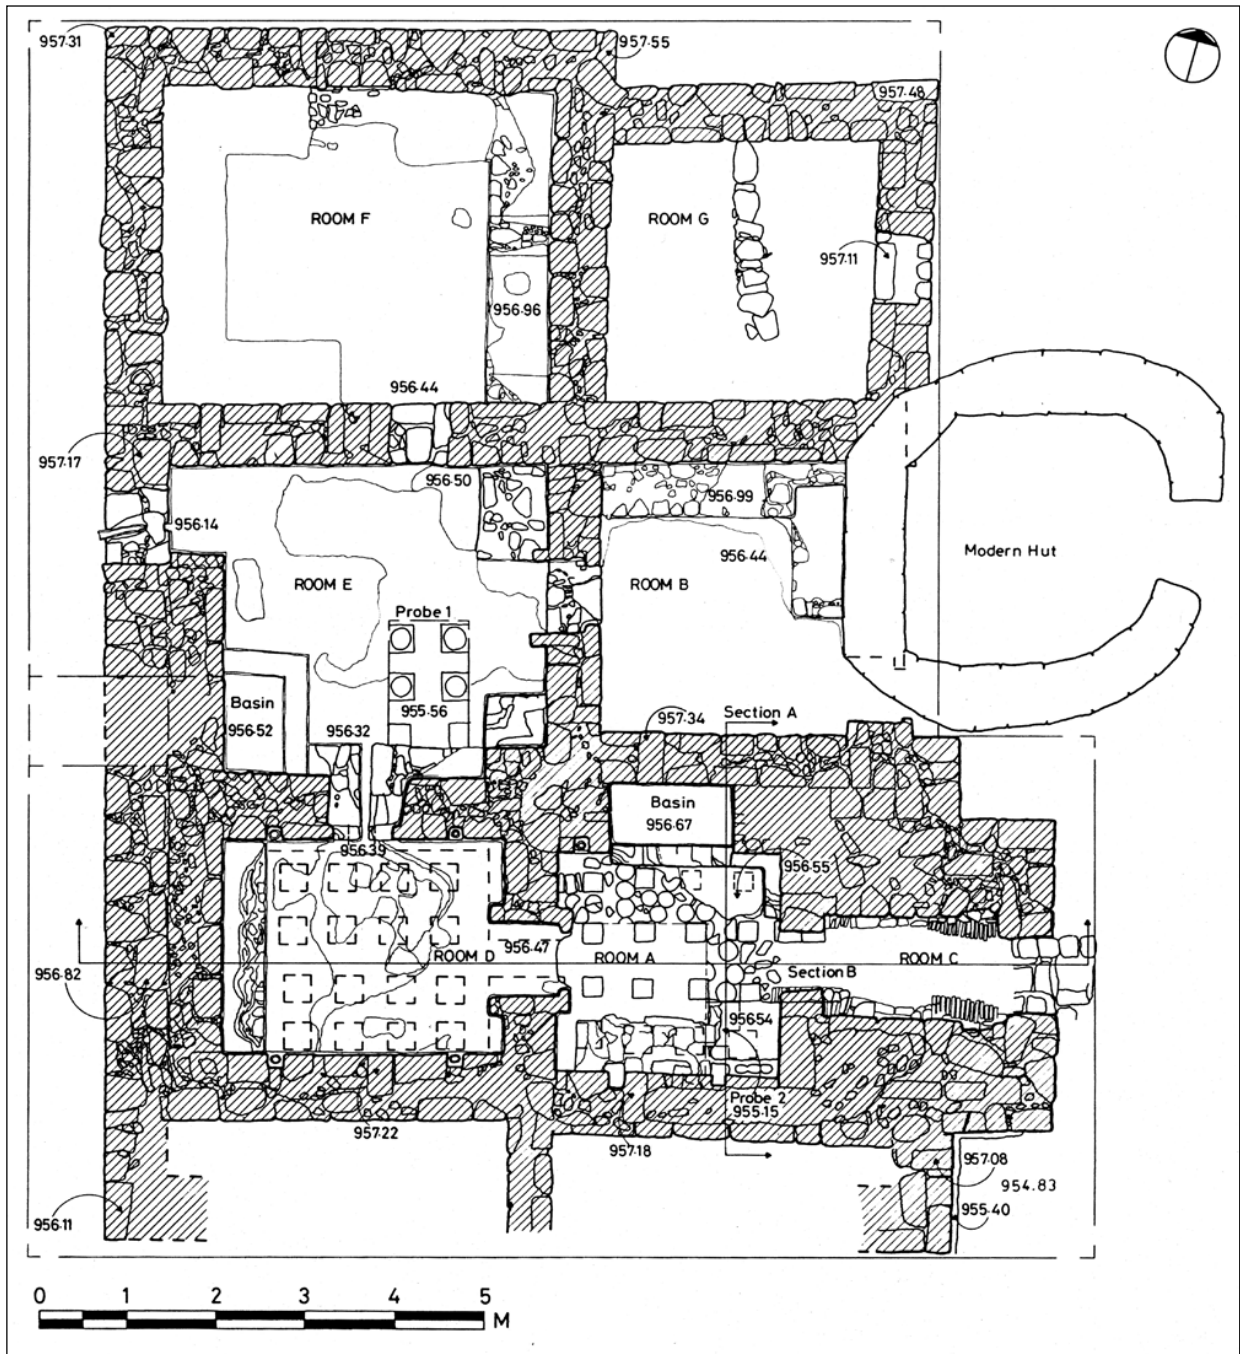 957·31
957·55
957·48
ROOM F
ROOM G
957·11
956·96
956·44
957·17
956·50
956·99
956·14
956·44
Modern Hut
ROOM E
ROOM B
Probe 1
Basin
956·52
955·56
956·32
957·34
Section A
Basin
956·67
956·39
956·55
956·47
ROOM D
ROOM A
ROOM C
Section B
956·82
956·54
Probe 2
955·15
957·22
957·18
957·08
954·83
955·40
956·11
0 1 2 3 4 5
M